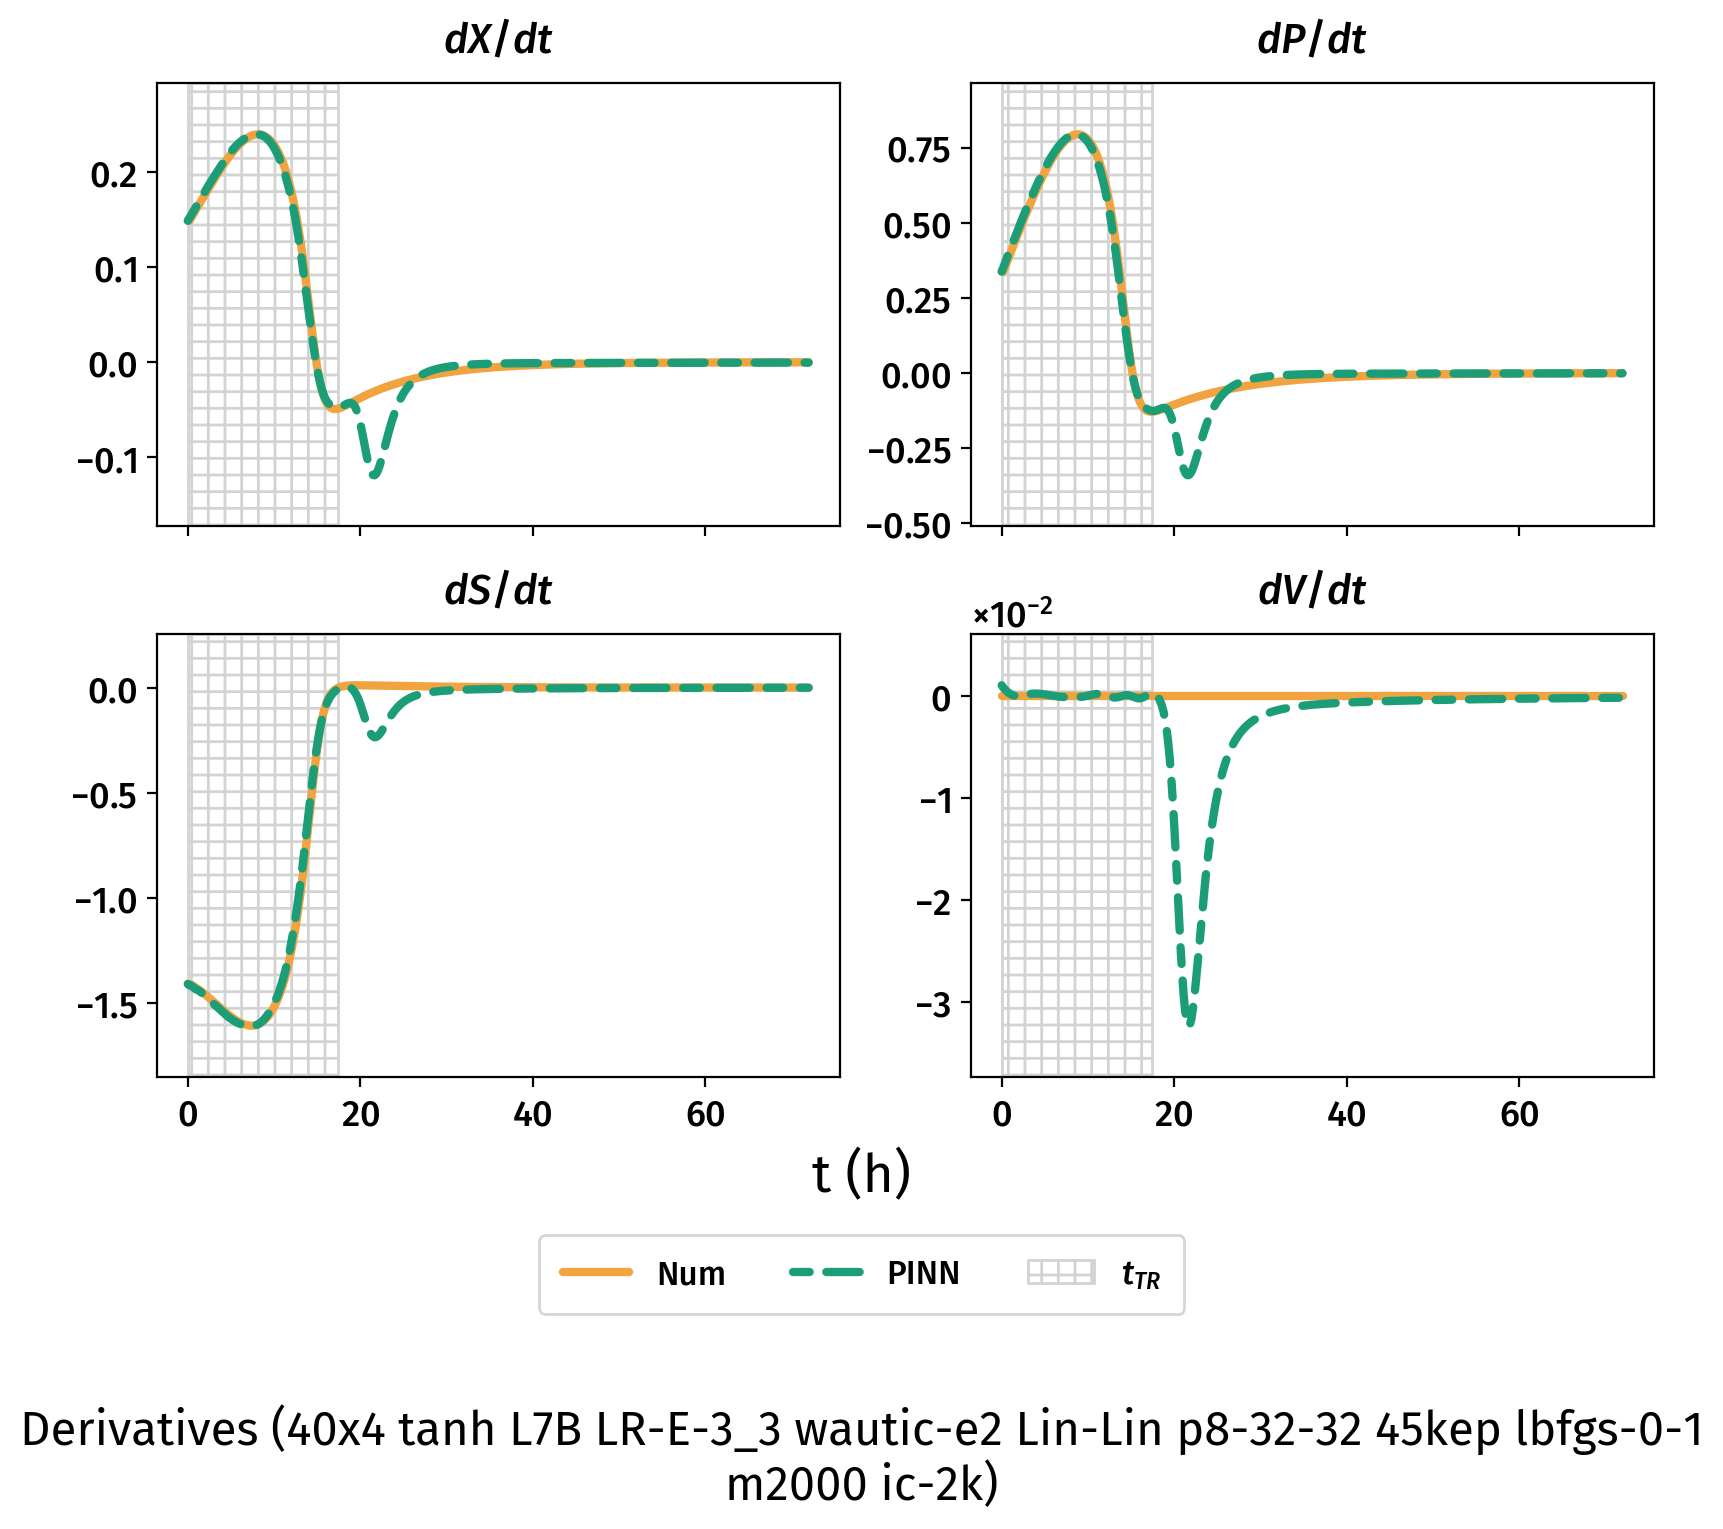 dX/dt
dP/dt
0.2
0.1
0.0
−0.1
0.75
0.50
0.25
0.00
−0.25
−0.50
dS/dt
dV/dt
×10⁻²
0.0
−0.5
−1.0
−1.5
0
−1
−2
−3
0 20 40 60
0 20 40 60
t (h)
Num PINN t_TR
Derivatives (40x4 tanh L7B LR-E-3_3 wautic-e2 Lin-Lin p8-32-32 45kep lbfgs-0-1
m2000 ic-2k)